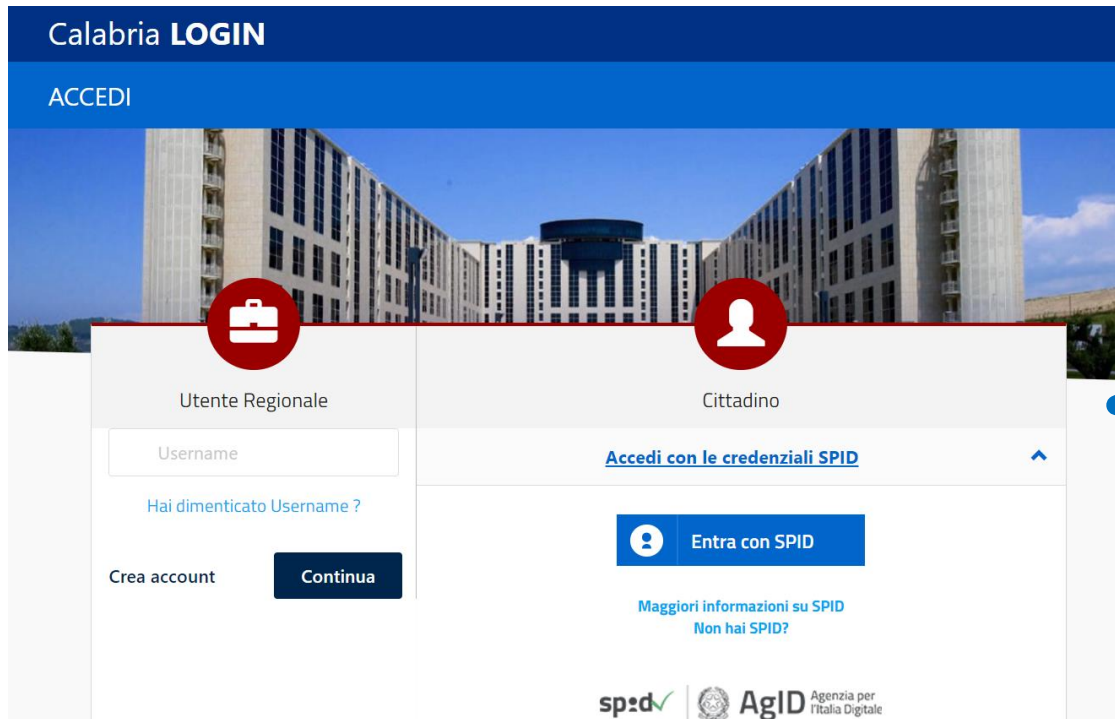 Calabria LOGIN
ACCEDI
Utente Regionale
Username
Hai dimenticato Username ?
Crea account
Continua
Cittadino
Accedi con le credenziali SPID
Entra con SPID
Maggiori informazioni su SPID
Non hai SPID?
spid
AgID
Agenzia per
l'Italia Digitale